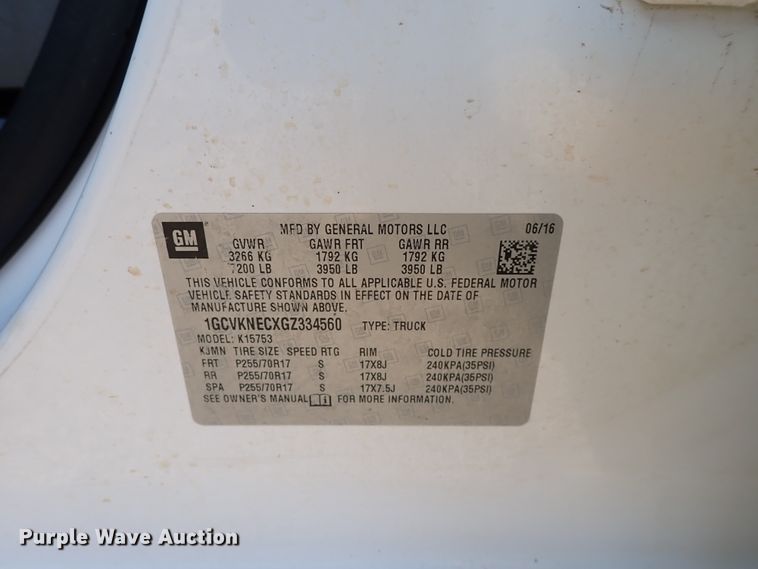 GM
MFD BY GENERAL MOTORS LLC 06/16
GVWR GAWR FRT GAWR RR
3266 KG 1792 KG 1792 KG
7200 LB 3950 LB 3950 LB
THIS VEHICLE CONFORMS TO ALL APPLICABLE U.S. FEDERAL MOTOR
VEHICLE SAFETY STANDARDS IN EFFECT ON THE DATE OF
MANUFACTURE SHOWN ABOVE.
1GCVKNECXGZ334560 TYPE: TRUCK
MODEL: K15753
KJMN TIRE SIZE SPEED RTG RIM COLD TIRE PRESSURE
FRT P255/70R17 S 17X8J 240KPA(35PSI)
RR P255/70R17 S 17X8J 240KPA(35PSI)
SPA P255/70R17 S 17X7.5J 240KPA(35PSI)
SEE OWNER'S MANUAL FOR MORE INFORMATION.
Purple Wave Auction